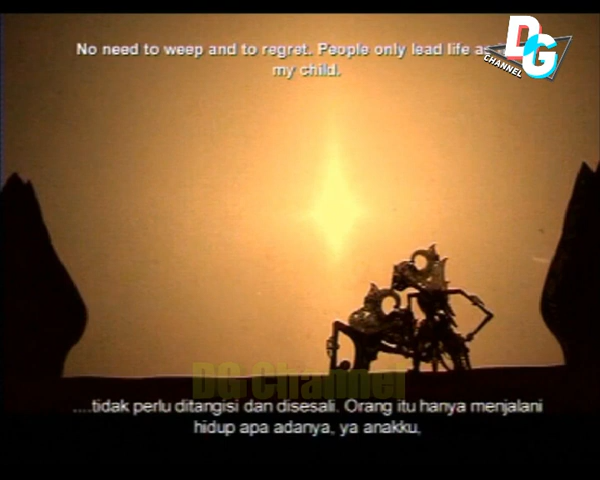 No need to weep and to regret. People only lead life as
my child.
DG
CHANNEL
DG Channel
....tidak perlu ditangisi dan disesali. Orang itu hanya menjalani
hidup apa adanya, ya anakku,